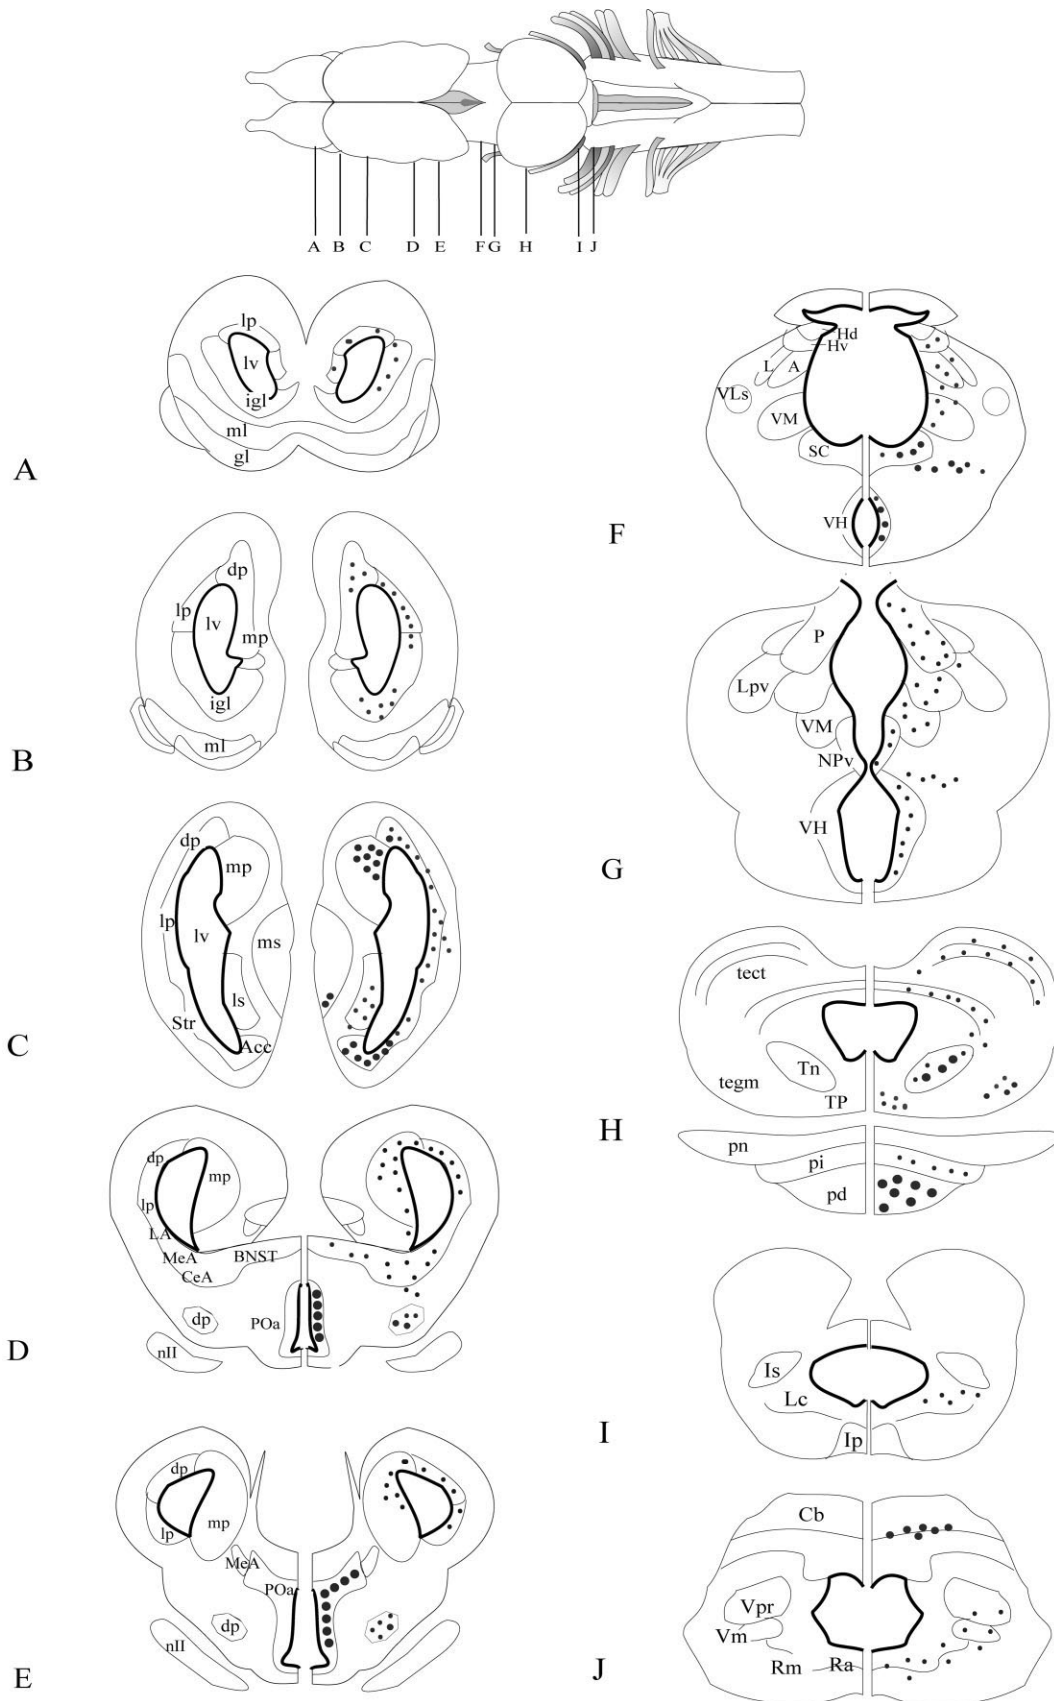 A B C D E F G H I J
lp
lv
igl
ml
gl
A
dp
lp
lv
mp
igl
ml
B
dp
mp
lp
lv
ms
ls
Str
Acc
C
dp
mp
lp
LA
MeA
BNST
CeA
dp
POa
nII
D
dp
mp
lp
MeA
POa
dp
nII
E
Hd
Hv
L A
VLs
VM
SC
VH
F
P
Lpv
VM
NPv
VH
G
tect
Tn
tegm
TP
H
pn
pi
pd
Is
Lc
Ip
I
Cb
Vpr
Vm
Rm Ra
J